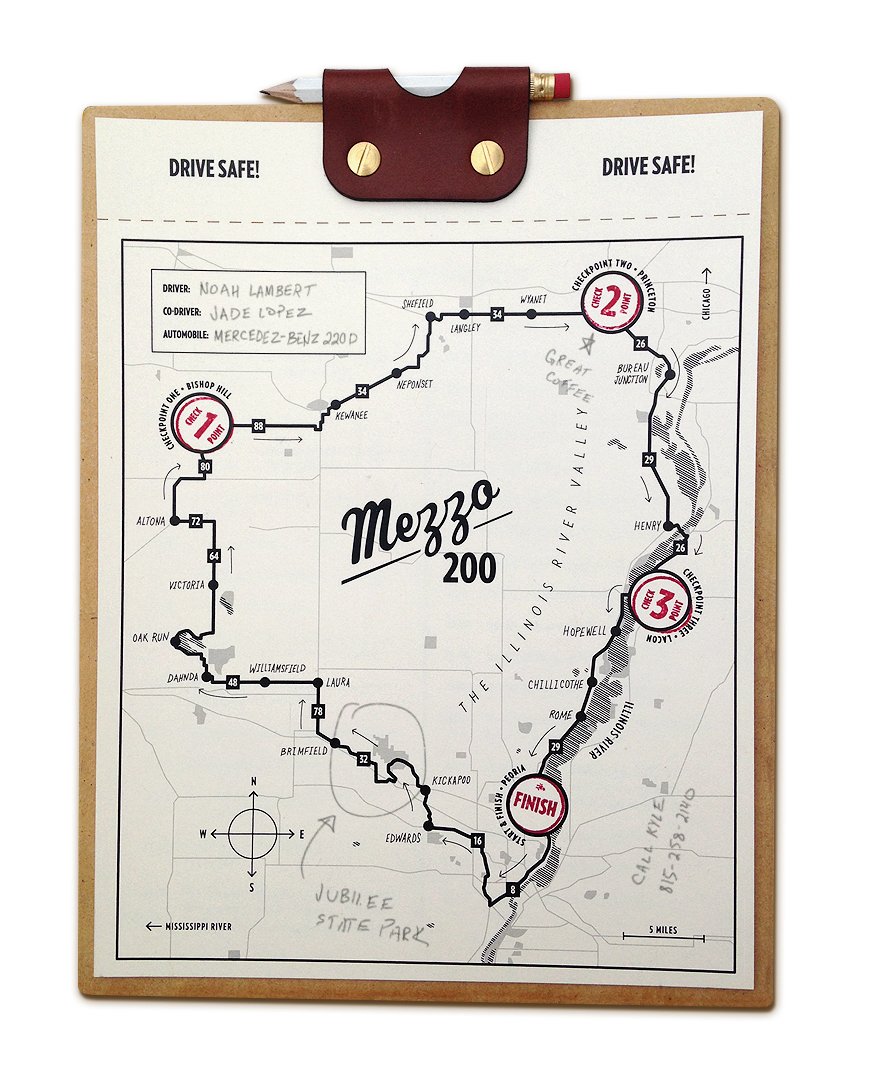 DRIVE SAFE!
DRIVE SAFE!
DRIVER: NOAH LAMBERT
CO-DRIVER: JADE LOPEZ
AUTOMOBILE: MERCEDEZ-BENZ 220D
CHECKPOINT TWO • PRINCETON
CHECK
2
POINT
CHICAGO
SHEFIELD
WYANET
34
LANGLEY
26
GREAT
COFFEE
BUREAU
JUNCTION
NEPONSET
34
KEWANEE
CHECKPOINT ONE • BISHOP HILL
CHECK
1
POINT
88
80
29
ALTONA
72
HENRY
26
Mezzo
200
THE ILLINOIS RIVER VALLEY
64
VICTORIA
CHECKPOINT THREE • LACON
CHECK
3
POINT
HOPEWELL
OAK RUN
DAHNDA
48
WILLIAMSFIELD
LAURA
CHILLICOTHE
78
ROME
ILLINOIS RIVER
BRIMFIELD
32
29
KICKAPOO
START & FINISH • PEORIA
FINISH
EDWARDS
16
8
N
W
E
S
CALL KYLE
815-258-2140
JUBILEE
STATE PARK
MISSISSIPPI RIVER
5 MILES